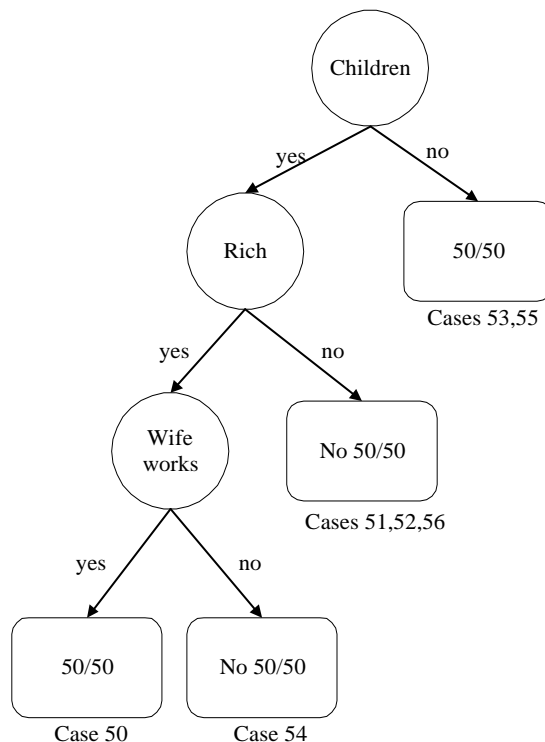 Children
yes
no
Rich
50/50
Cases 53,55
yes
no
Wife
works
No 50/50
Cases 51,52,56
yes
no
50/50
No 50/50
Case 50
Case 54